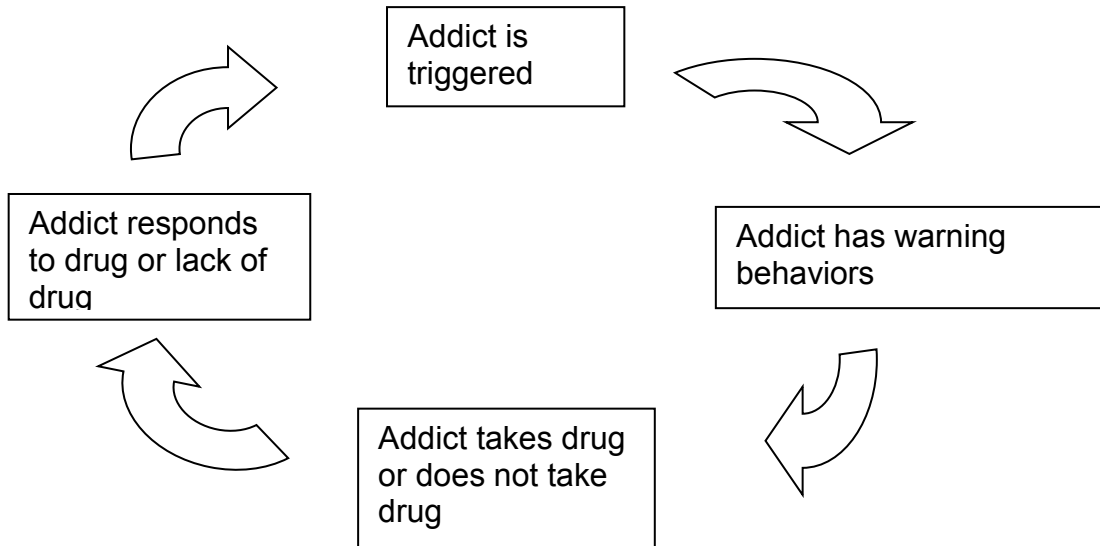 Addict is
triggered
Addict has warning
behaviors
Addict takes drug
or does not take
drug
Addict responds
to drug or lack of
drug